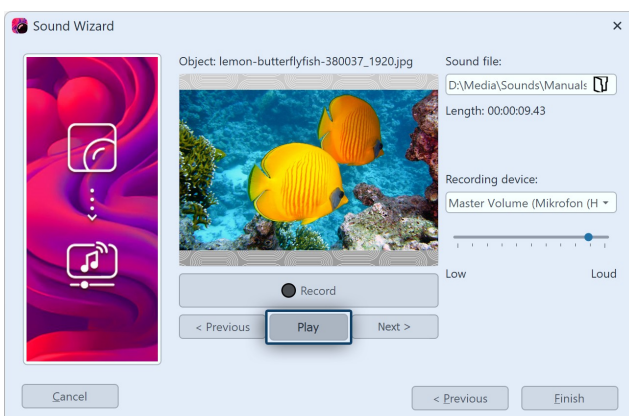 Sound Wizard
Object: lemon-butterflyfish-380037_1920.jpg
Sound file:
D:\Media\Sounds\Manuals
Length: 00:00:09.43
Recording device:
Master Volume (Mikrofon (H
Low Loud
Record
< Previous Play Next >
Cancel
< Previous Finish